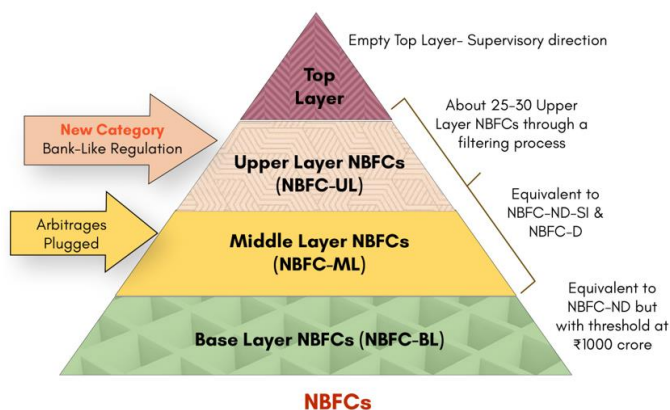 Empty Top Layer- Supervisory direction
Top
Layer
About 25-30 Upper
Layer NBFCs through a
filtering process
New Category
Bank-Like Regulation
Upper Layer NBFCs
(NBFC-UL)
Equivalent to
NBFC-ND-SI &
NBFC-D
Arbitrages
Plugged
Middle Layer NBFCs
(NBFC-ML)
Equivalent to
NBFC-ND but
with threshold at
₹1000 crore
Base Layer NBFCs (NBFC-BL)
NBFCs